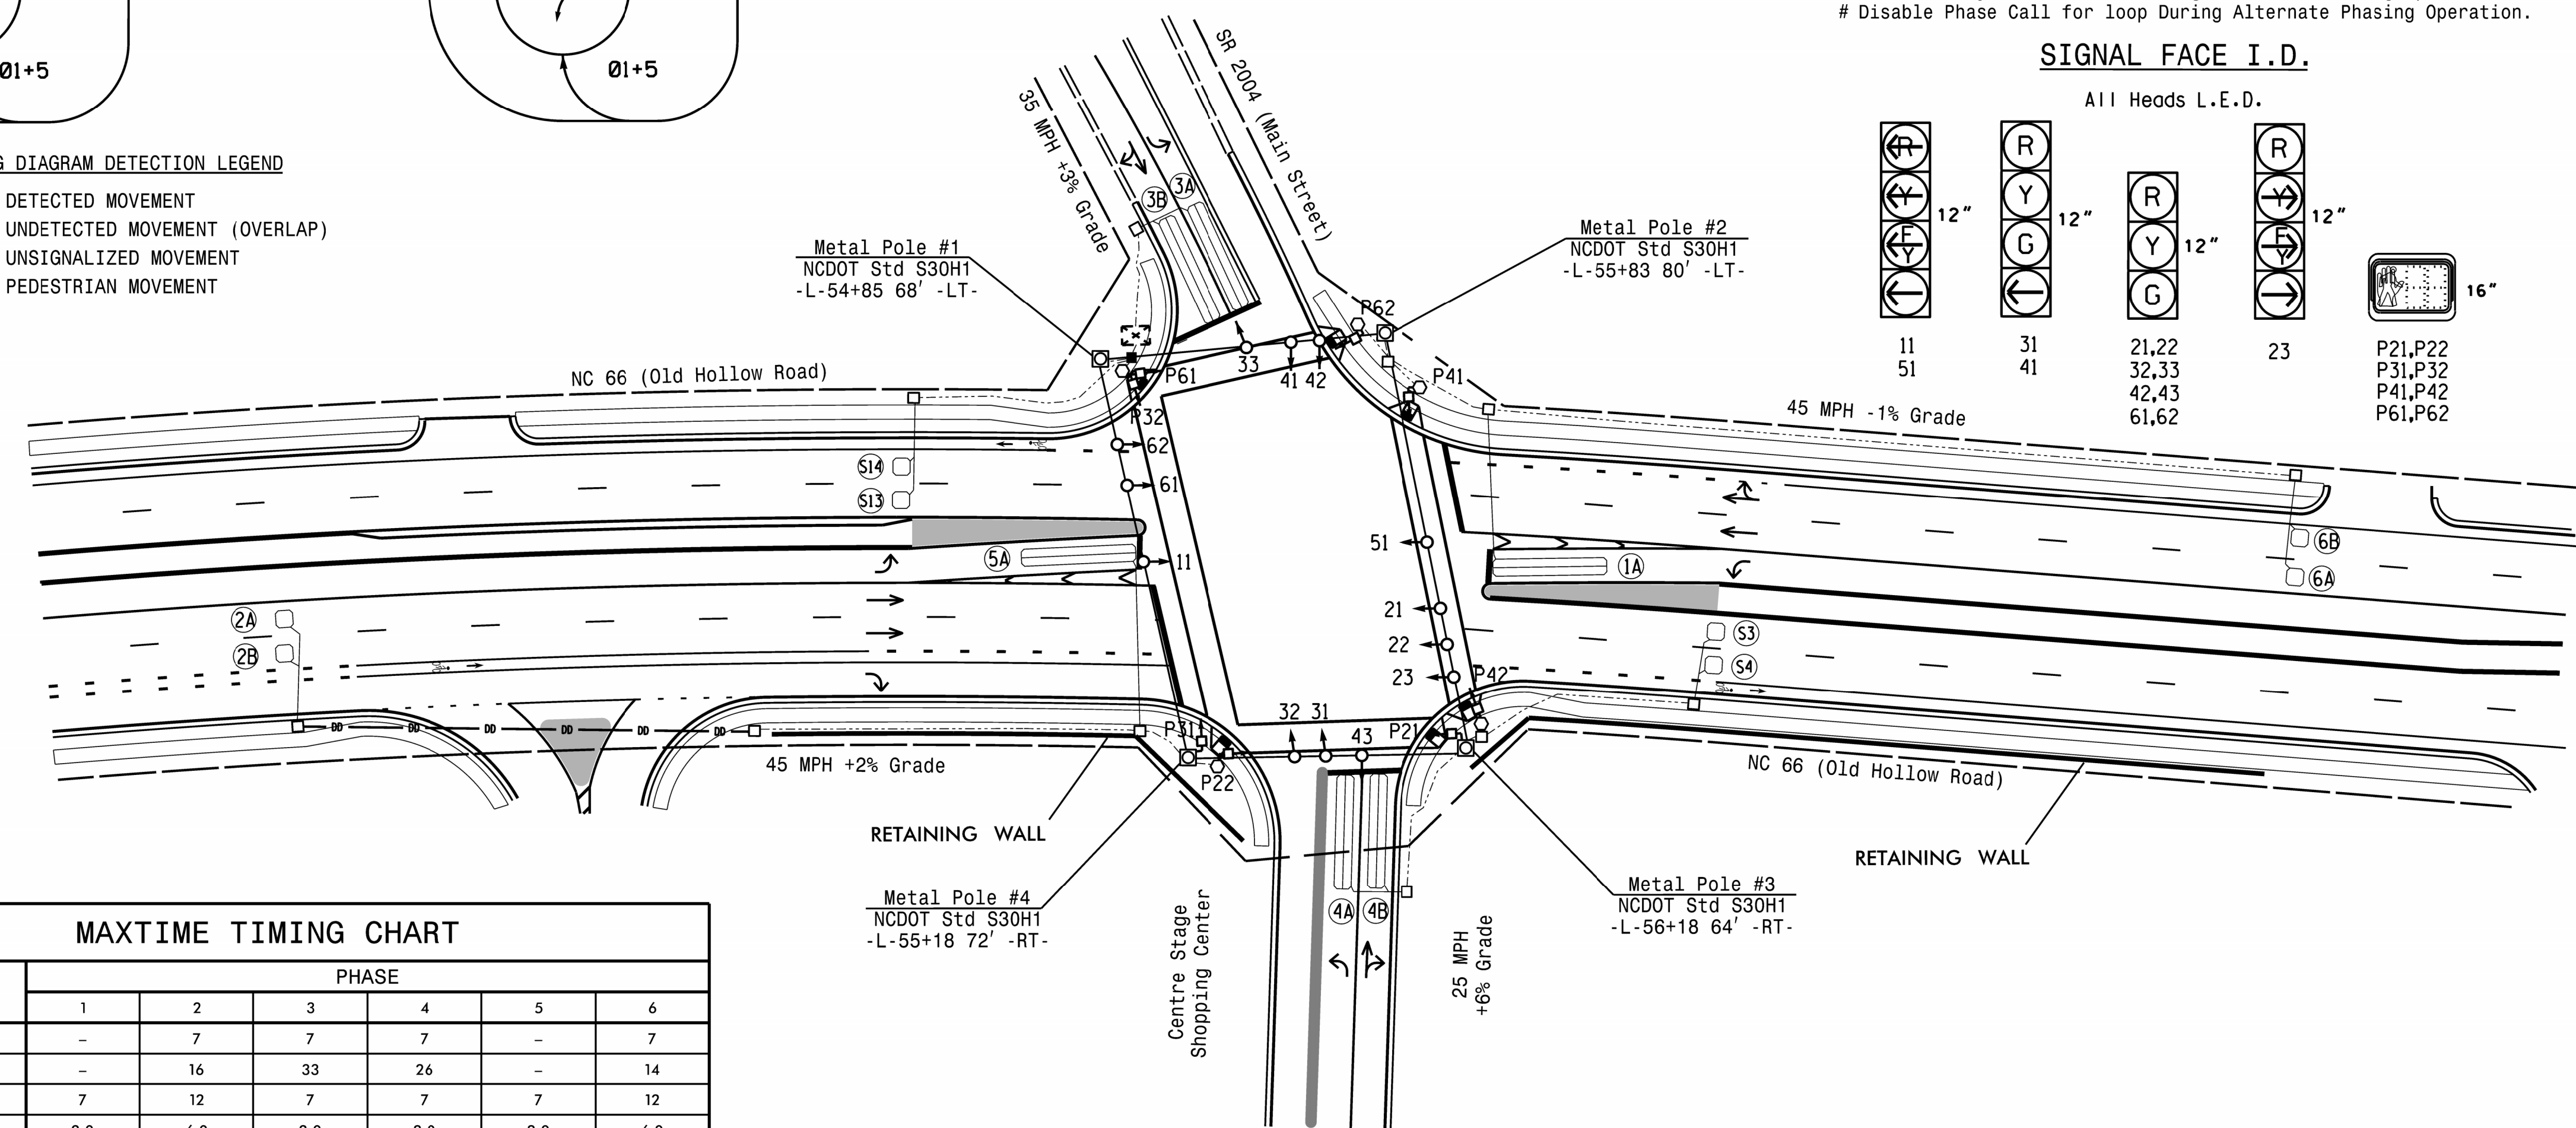 # Disable Phase Call for loop During Alternate Phasing Operation.
Ø1+5
Ø1+5
DIAGRAM DETECTION LEGEND
DETECTED MOVEMENT
UNDETECTED MOVEMENT (OVERLAP)
UNSIGNALIZED MOVEMENT
PEDESTRIAN MOVEMENT
SIGNAL FACE I.D.
All Heads L.E.D.
R
Y
F
Y
12"
R
Y
G
12"
R
Y
G
12"
R
Y
F
Y
12"
16"
11
51
31
41
21,22
32,33
42,43
61,62
23
P21,P22
P31,P32
P41,P42
P61,P62
35 MPH +3% Grade
SR 2004 (Main Street)
3B
3A
Metal Pole #1
NCDOT Std S30H1
-L-54+85 68' -LT-
Metal Pole #2
NCDOT Std S30H1
-L-55+83 80' -LT-
P62
33
41
42
P61
P41
P32
NC 66 (Old Hollow Road)
45 MPH -1% Grade
62
61
S14
S13
51
11
5A
1A
6B
6A
21
22
23
2A
2B
S3
S4
P42
DD
DD
DD
DD
DD
DD
P31
32
31
43
P21
P22
45 MPH +2% Grade
NC 66 (Old Hollow Road)
RETAINING WALL
RETAINING WALL
Metal Pole #4
NCDOT Std S30H1
-L-55+18 72' -RT-
Metal Pole #3
NCDOT Std S30H1
-L-56+18 64' -RT-
4A
4B
Centre Stage
Shopping Center
25 MPH
+6% Grade
MAXTIME TIMING CHART
PHASE
1 2 3 4 5 6
– 7 7 7 – 7
– 16 33 26 – 14
7 12 7 7 7 12